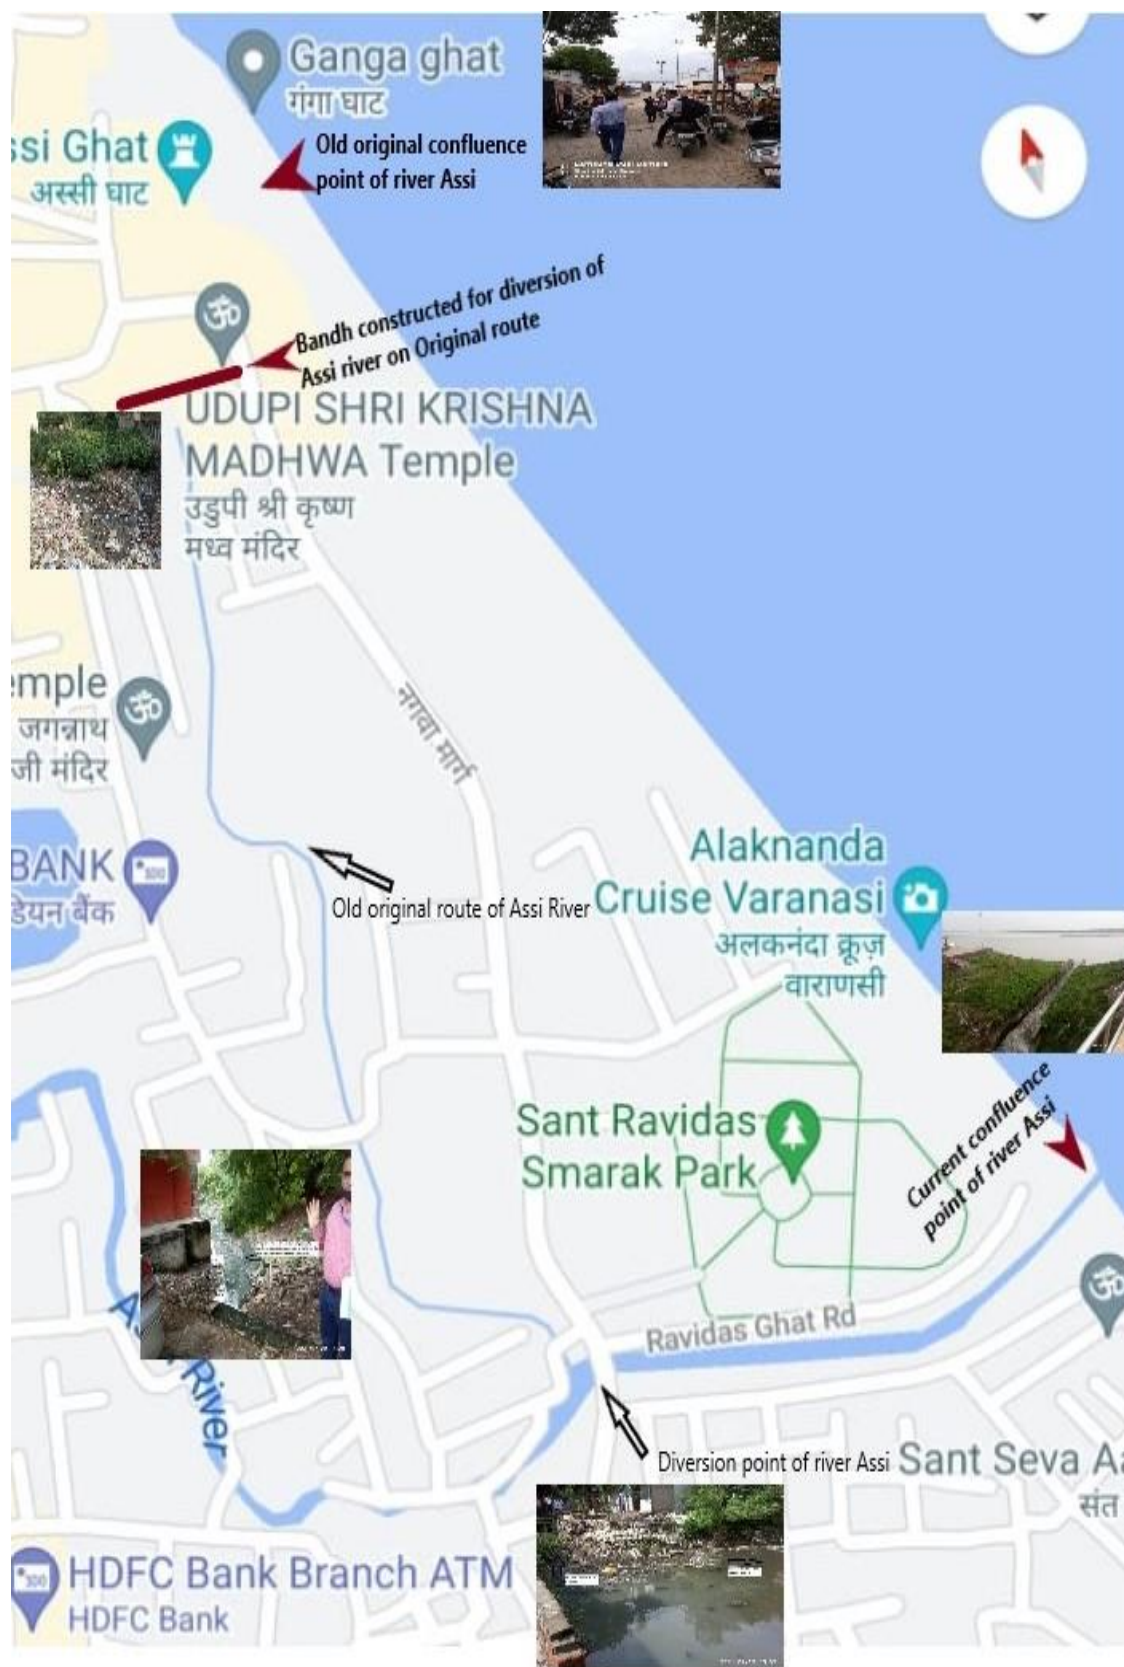 Ganga ghat
गंगा घाट
ssi Ghat
अस्सी घाट
Old original confluence
point of river Assi
Bandh constructed for diversion of
Assi river on Original route
UDUPI SHRI KRISHNA
MADHWA Temple
उडुपी श्री कृष्ण
मध्व मंदिर
emple
जगन्नाथ
जी मंदिर
नगवा मार्ग
BANK
डियन बैंक
Old original route of Assi River
Alaknanda
Cruise Varanasi
अलकनंदा क्रूज़
वाराणसी
Current confluence
point of river Assi
Sant Ravidas
Smarak Park
Ravidas Ghat Rd
River
Diversion point of river Assi
Sant Seva Aa
संत
HDFC Bank Branch ATM
HDFC Bank